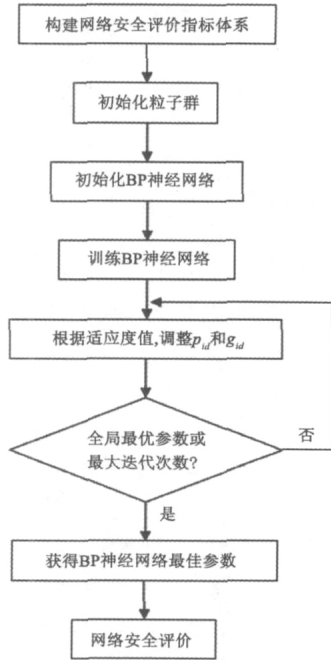 构建网络安全评价指标体系
初始化粒子群
初始化BP神经网络
训练BP神经网络
根据适应度值,调整pid和gid
全局最优参数或
最大迭代次数?
否
是
获得BP神经网络最佳参数
网络安全评价